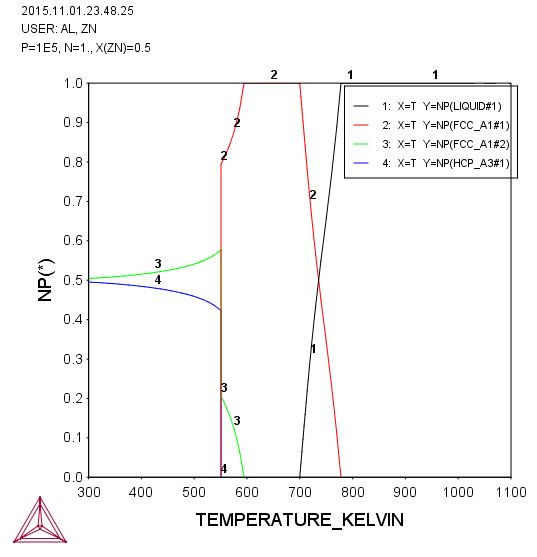 2015.11.01.23.48.25
USER: AL, ZN
P=1E5, N=1., X(ZN)=0.5
2 1 1
1: X=T Y=NP(LIQUID#1)
2: X=T Y=NP(FCC_A1#1)
3: X=T Y=NP(FCC_A1#2)
4: X=T Y=NP(HCP_A3#1)
1.0
0.9
0.8
0.7
0.6
0.5
0.4
0.3
0.2
0.1
0.0
NP(*)
2
2
2
3
4
1
3
3
4
300 400 500 600 700 800 900 1000 1100
TEMPERATURE_KELVIN